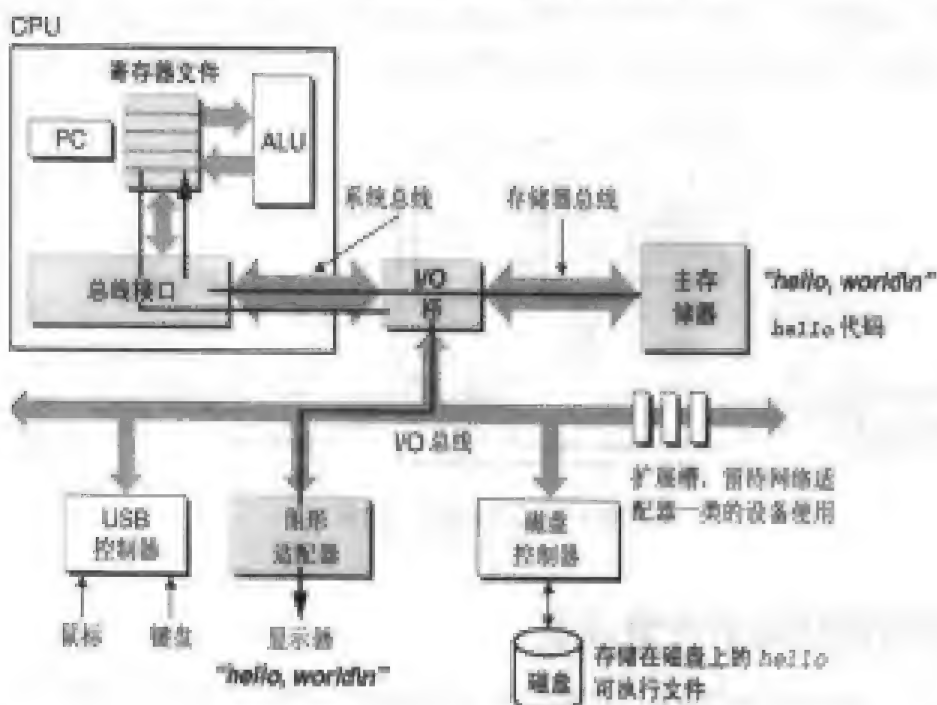 CPU
寄存器文件
PC
ALU
系统总线
存储器总线
总线接口
I/O
桥
主存
储器
"hello, world\n"
hello 代码
I/O 总线
扩展槽，留待网络适
配器一类的设备使用
USB
控制器
图形
适配器
磁盘
控制器
鼠标
键盘
显示器
"hello, world\n"
磁盘
存储在磁盘上的 hello
可执行文件